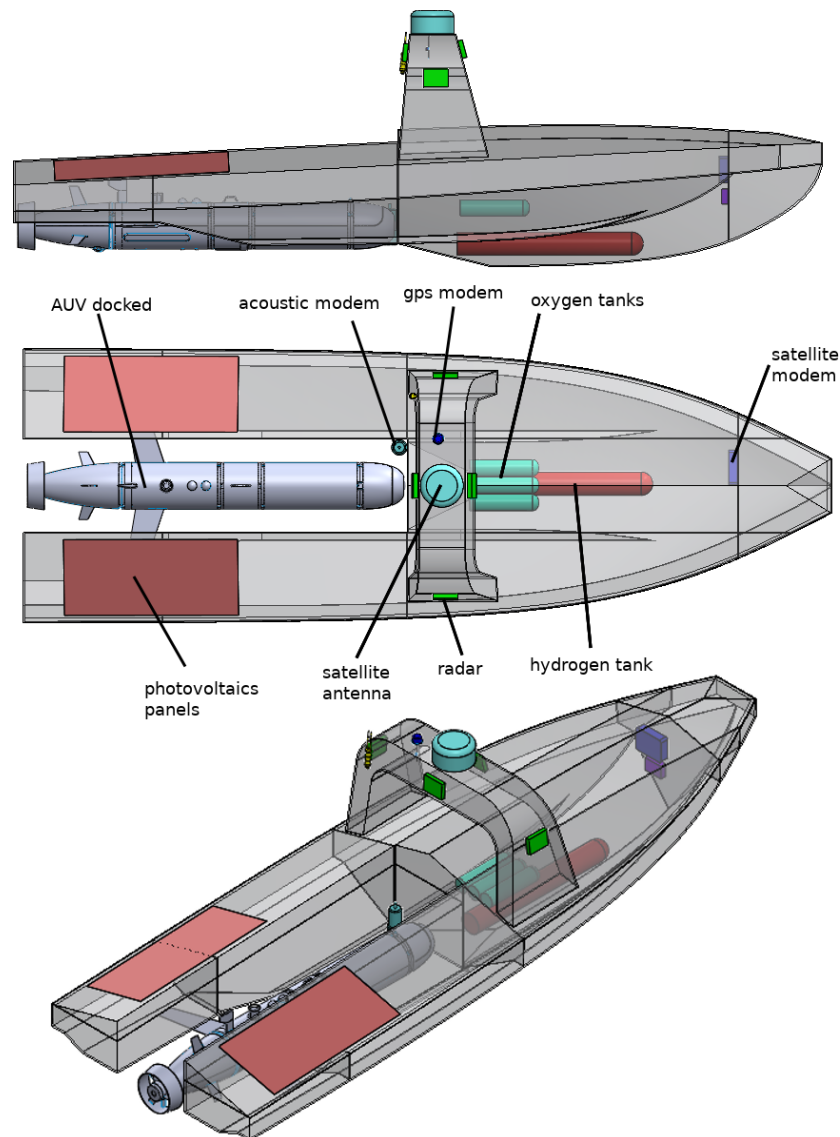 AUV docked
acoustic modem
gps modem
oxygen tanks
satellite
modem
photovoltaics
panels
satellite
antenna
radar
hydrogen tank